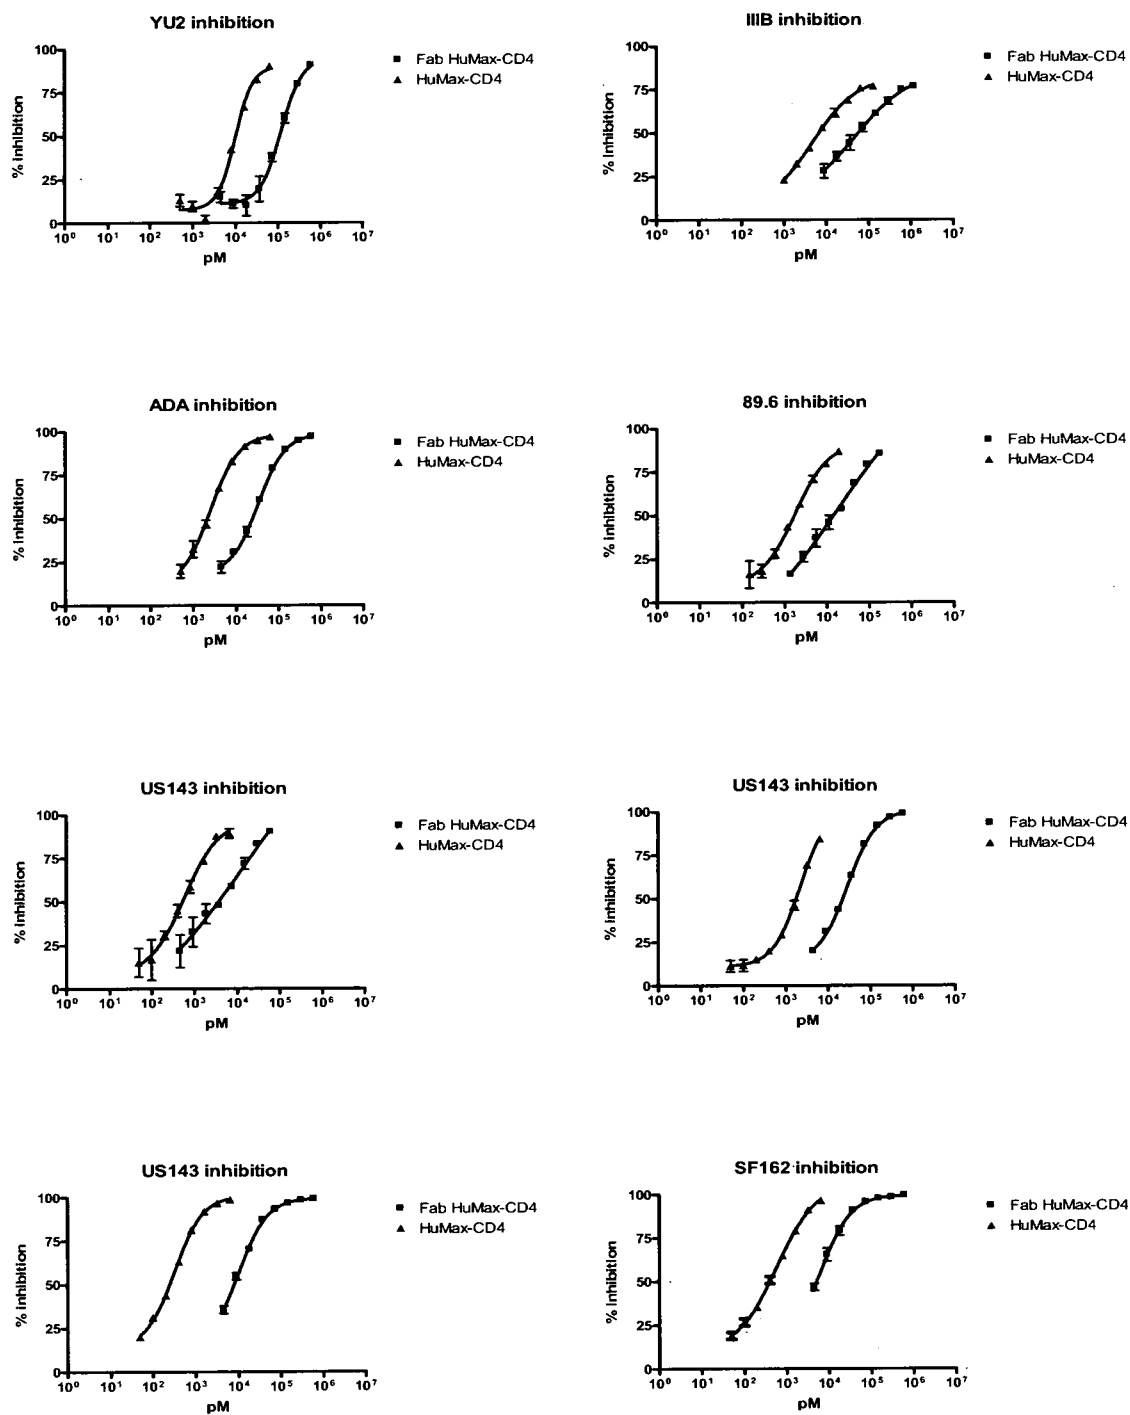 YU2 inhibition
100
75
50
25
0
% inhibition
10⁰ 10¹ 10² 10³ 10⁴ 10⁵ 10⁶ 10⁷
pM
Fab HuMax-CD4
HuMax-CD4
IIIB inhibition
100
75
50
25
0
% inhibition
10⁰ 10¹ 10² 10³ 10⁴ 10⁵ 10⁶ 10⁷
pM
Fab HuMax-CD4
HuMax-CD4
ADA inhibition
100
75
50
25
0
% inhibition
10⁰ 10¹ 10² 10³ 10⁴ 10⁵ 10⁶ 10⁷
pM
Fab HuMax-CD4
HuMax-CD4
89.6 inhibition
100
75
50
25
0
% inhibition
10⁰ 10¹ 10² 10³ 10⁴ 10⁵ 10⁶ 10⁷
pM
Fab HuMax-CD4
HuMax-CD4
US143 inhibition
100
75
50
25
0
% inhibition
10⁰ 10¹ 10² 10³ 10⁴ 10⁵ 10⁶ 10⁷
pM
Fab HuMax-CD4
HuMax-CD4
US143 inhibition
100
75
50
25
0
% inhibition
10⁰ 10¹ 10² 10³ 10⁴ 10⁵ 10⁶ 10⁷
pM
Fab HuMax-CD4
HuMax-CD4
US143 inhibition
100
75
50
25
0
% inhibition
10⁰ 10¹ 10² 10³ 10⁴ 10⁵ 10⁶ 10⁷
pM
Fab HuMax-CD4
HuMax-CD4
SF162 inhibition
100
75
50
25
0
% inhibition
10⁰ 10¹ 10² 10³ 10⁴ 10⁵ 10⁶ 10⁷
pM
Fab HuMax-CD4
HuMax-CD4